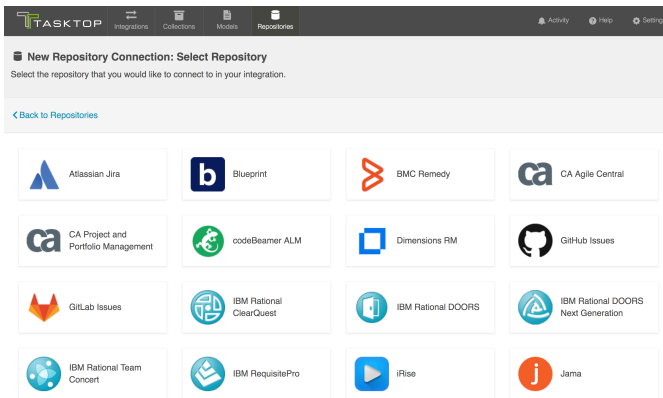 TASKTOP
Integrations
Collections
Models
Repositories
Activity
Help
Setting
New Repository Connection: Select Repository
Select the repository that you would like to connect to in your integration.
Back to Repositories
Atlassian Jira
b
Blueprint
BMC Remedy
ca
CA Agile Central
ca
CA Project and
Portfolio Management
codeBeamer ALM
Dimensions RM
GitHub Issues
GitLab Issues
IBM Rational
ClearQuest
IBM Rational DOORS
IBM Rational DOORS
Next Generation
IBM Rational Team
Concert
IBM RequisitePro
iRise
j
Jama